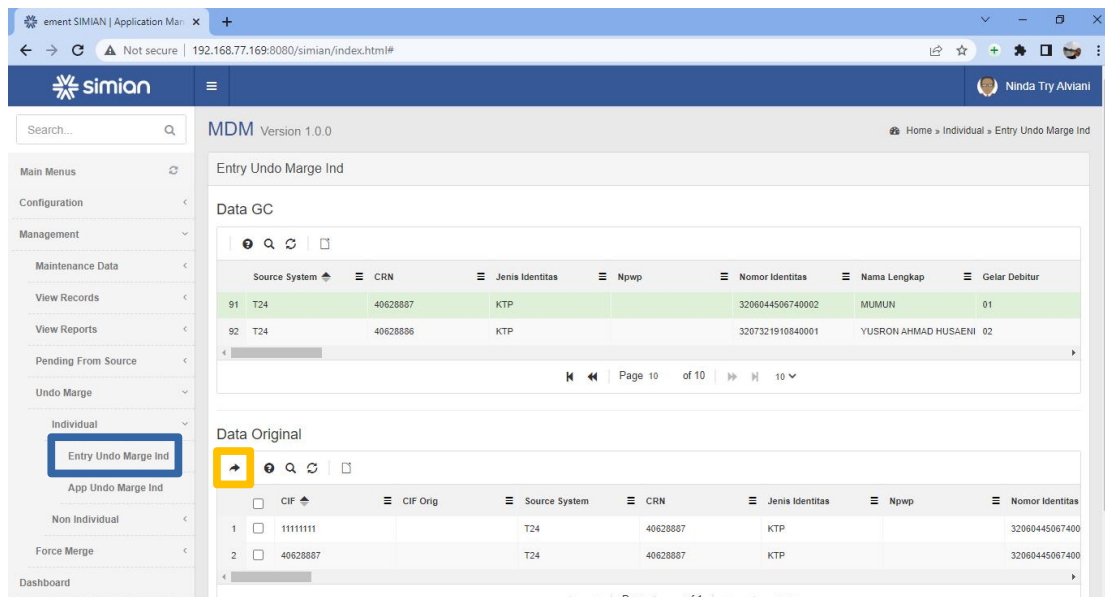 ement SIMIAN | Application Man
Not secure | 192.168.77.169:8080/simian/index.html#
simian
Ninda Try Alviani
Search...
MDM Version 1.0.0
Home » Individual » Entry Undo Marge Ind
Main Menus
Configuration
Management
Maintenance Data
View Records
View Reports
Pending From Source
Undo Marge
Individual
Entry Undo Marge Ind
App Undo Marge Ind
Non Individual
Force Merge
Dashboard
Entry Undo Marge Ind
Data GC
Source System CRN Jenis Identitas Npwp Nomor Identitas Nama Lengkap Gelar Debitur
91 T24 40628887 KTP 3206044506740002 MUMUN 01
92 T24 40628886 KTP 3207321910840001 YUSRON AHMAD HUSAENI 02
Page 10 of 10 10
Data Original
CIF CIF Orig Source System CRN Jenis Identitas Npwp Nomor Identitas
1 11111111 T24 40628887 KTP 32060445067400
2 40628887 T24 40628887 KTP 32060445067400